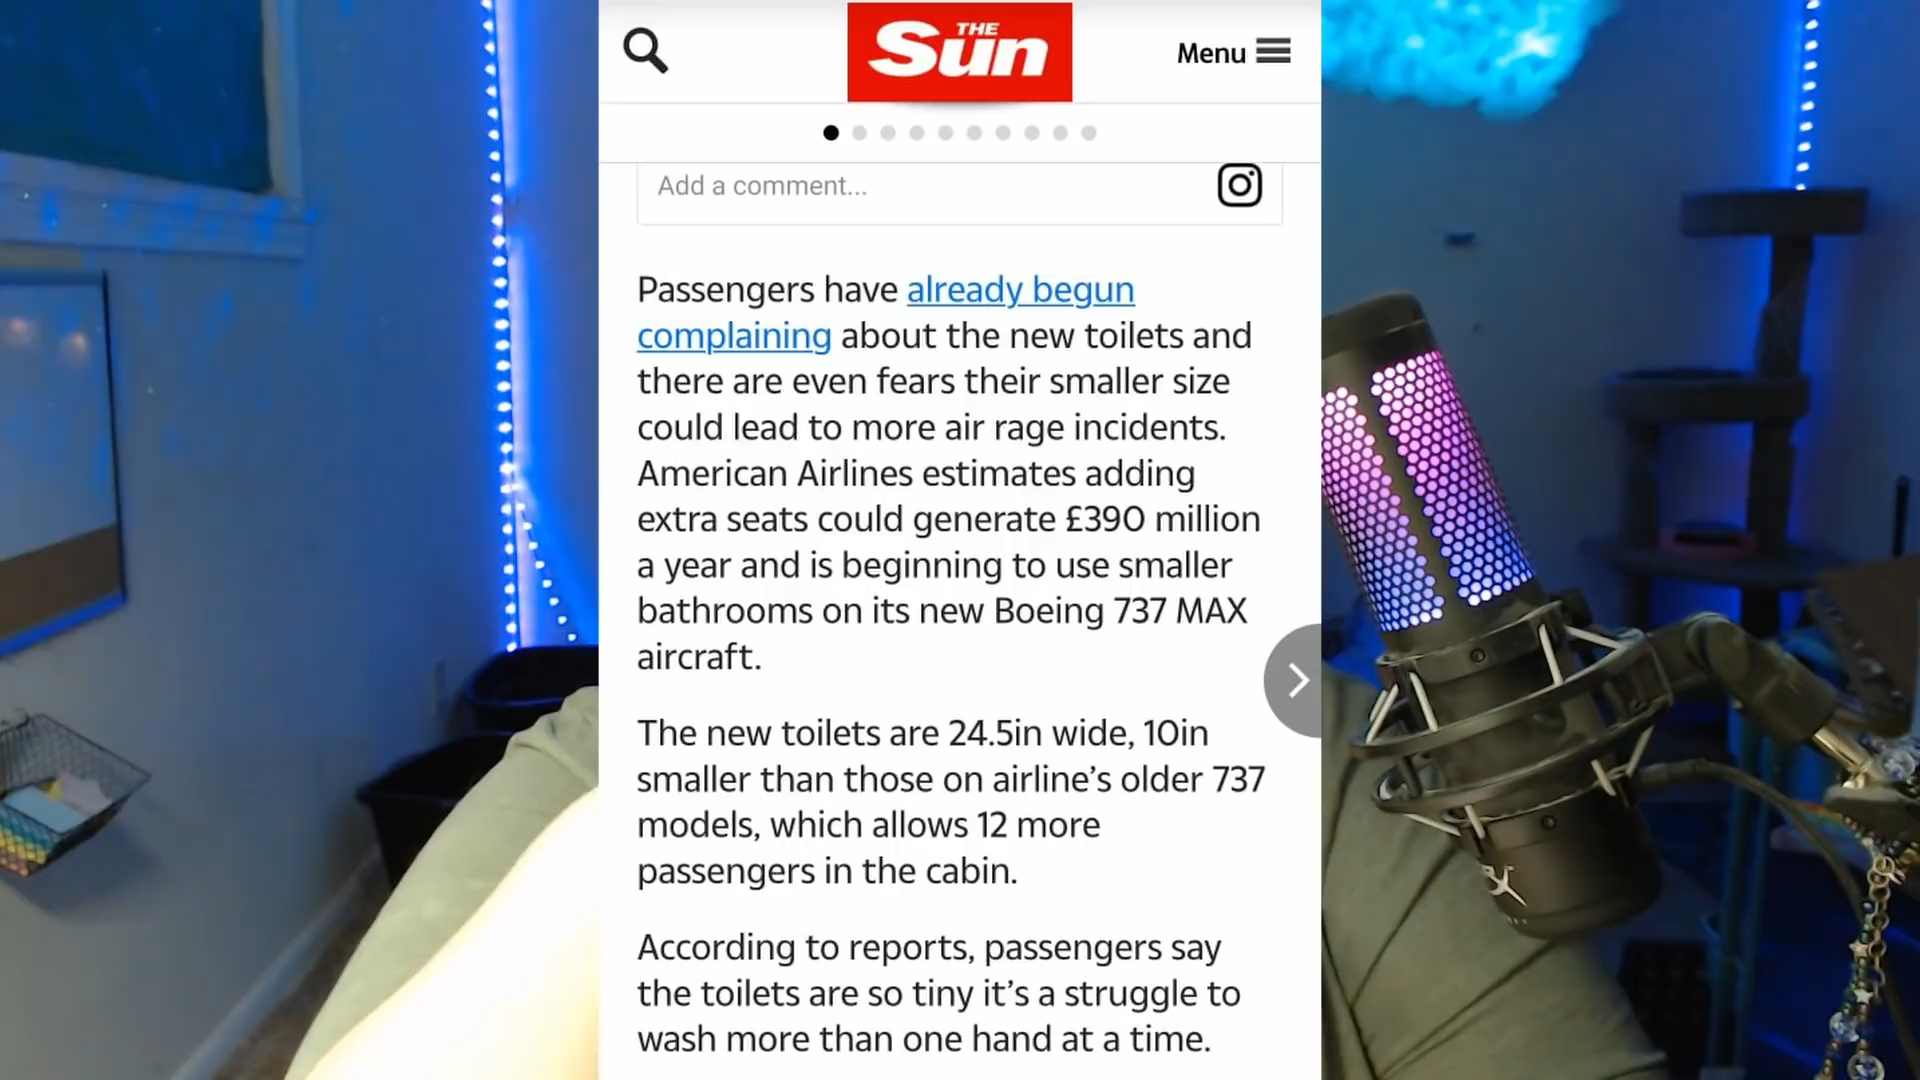 THE
Sun
Menu
Add a comment...
Passengers have already begun
complaining about the new toilets and
there are even fears their smaller size
could lead to more air rage incidents.
American Airlines estimates adding
extra seats could generate £390 million
a year and is beginning to use smaller
bathrooms on its new Boeing 737 MAX
aircraft.
The new toilets are 24.5in wide, 10in
smaller than those on airline’s older 737
models, which allows 12 more
passengers in the cabin.
According to reports, passengers say
the toilets are so tiny it’s a struggle to
wash more than one hand at a time.